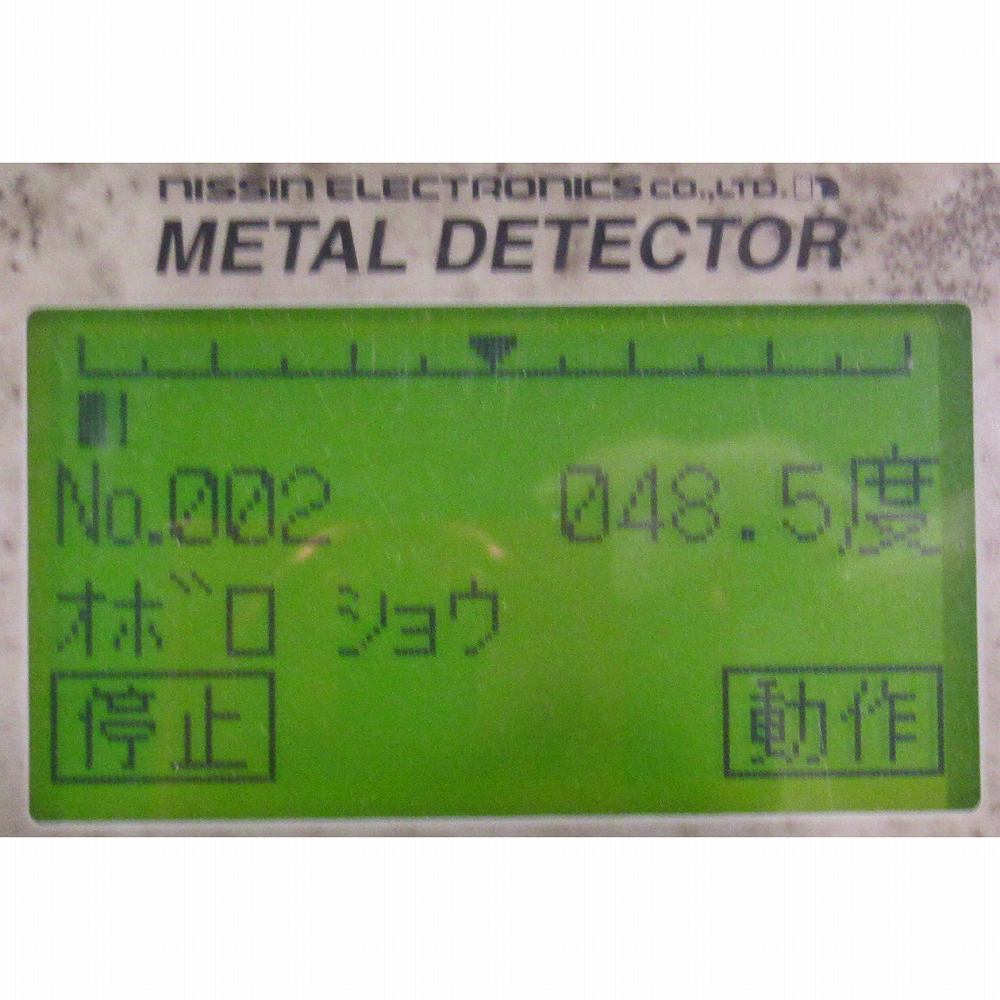 NISSIN ELECTRONICS CO.,LTD.
METAL DETECTOR
No.002 048.5度
オボロ ショウ
停止 動作